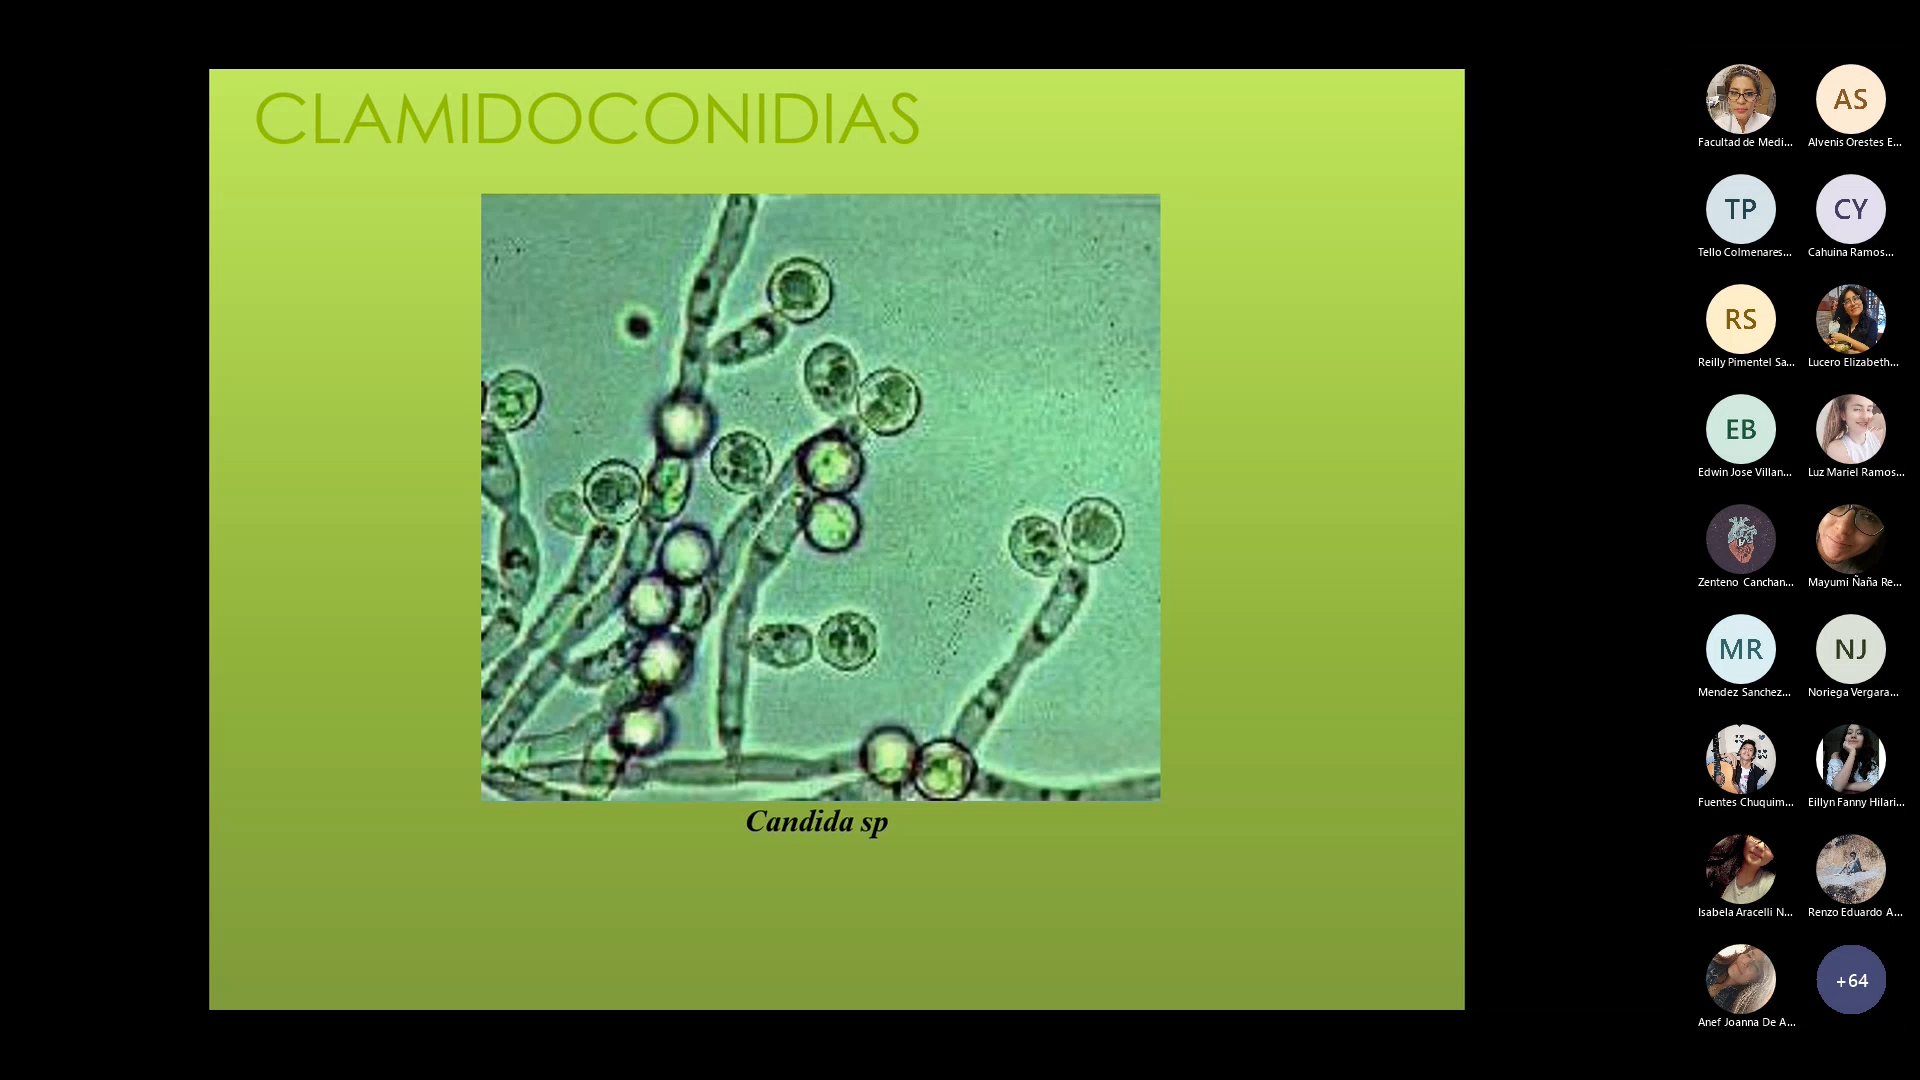 CLAMIDOCONIDIAS
Candida sp
Facultad de Medi...
AS
Alvenis Orestes E...
TP
Tello Colmenares...
CY
Cahuina Ramos...
RS
Reilly Pimentel Sa...
Lucero Elizabeth...
EB
Edwin Jose Villan...
Luz Mariel Ramos...
Zenteno Canchan...
Mayumi Ñaña Re...
MR
Mendez Sanchez...
NJ
Noriega Vergara...
Fuentes Chuquim...
Eillyn Fanny Hilari...
Isabela Aracelli N...
Renzo Eduardo A...
Anef Joanna De A...
+64